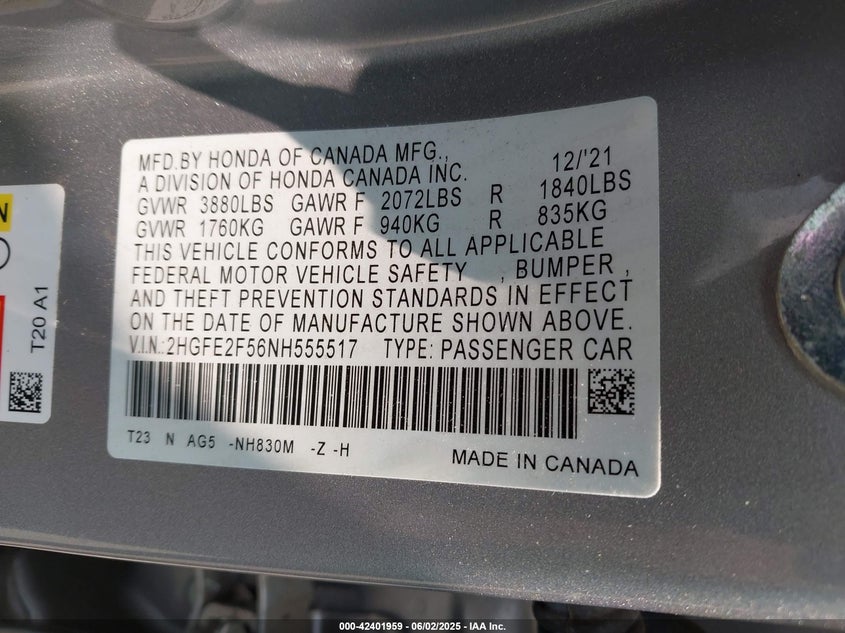 MFD.BY HONDA OF CANADA MFG., 12/'21
A DIVISION OF HONDA CANADA INC.
GVWR 3880LBS GAWR F 2072LBS R 1840LBS
GVWR 1760KG GAWR F 940KG R 835KG
THIS VEHICLE CONFORMS TO ALL APPLICABLE
FEDERAL MOTOR VEHICLE SAFETY , BUMPER ,
AND THEFT PREVENTION STANDARDS IN EFFECT
ON THE DATE OF MANUFACTURE SHOWN ABOVE.
V.I.N.:2HGFE2F56NH555517 TYPE: PASSENGER CAR
T23 N AG5 -NH830M -Z -H
MADE IN CANADA
N
T20 A1
000-42401959 - 06/02/2025 - IAA Inc.